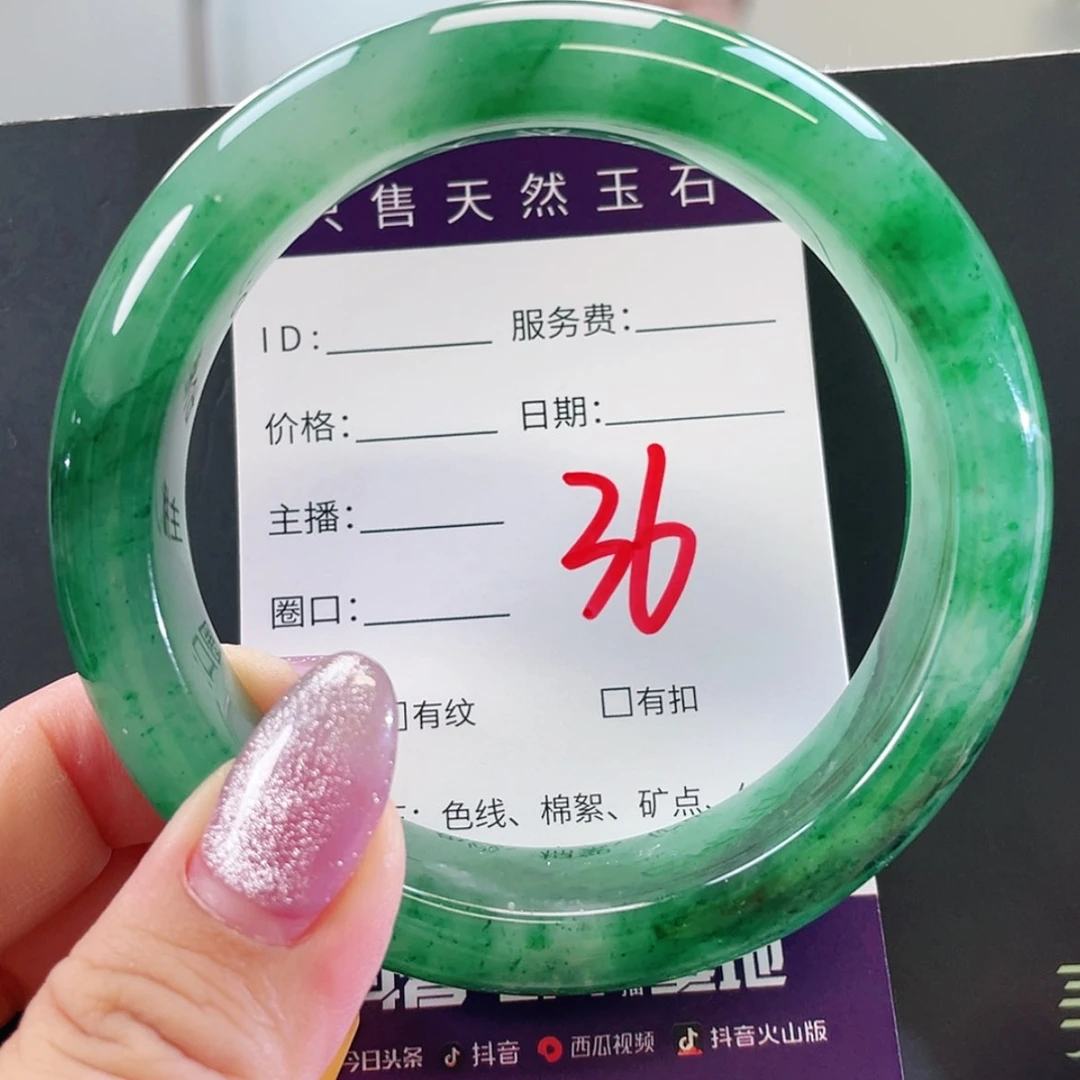 售天然玉石
ID: 服务费:
价格: 日期:
主播:
36
圈口:
□有纹 □有扣
色线、棉絮、矿点、
今日头条 抖音 西瓜视频 抖音火山版